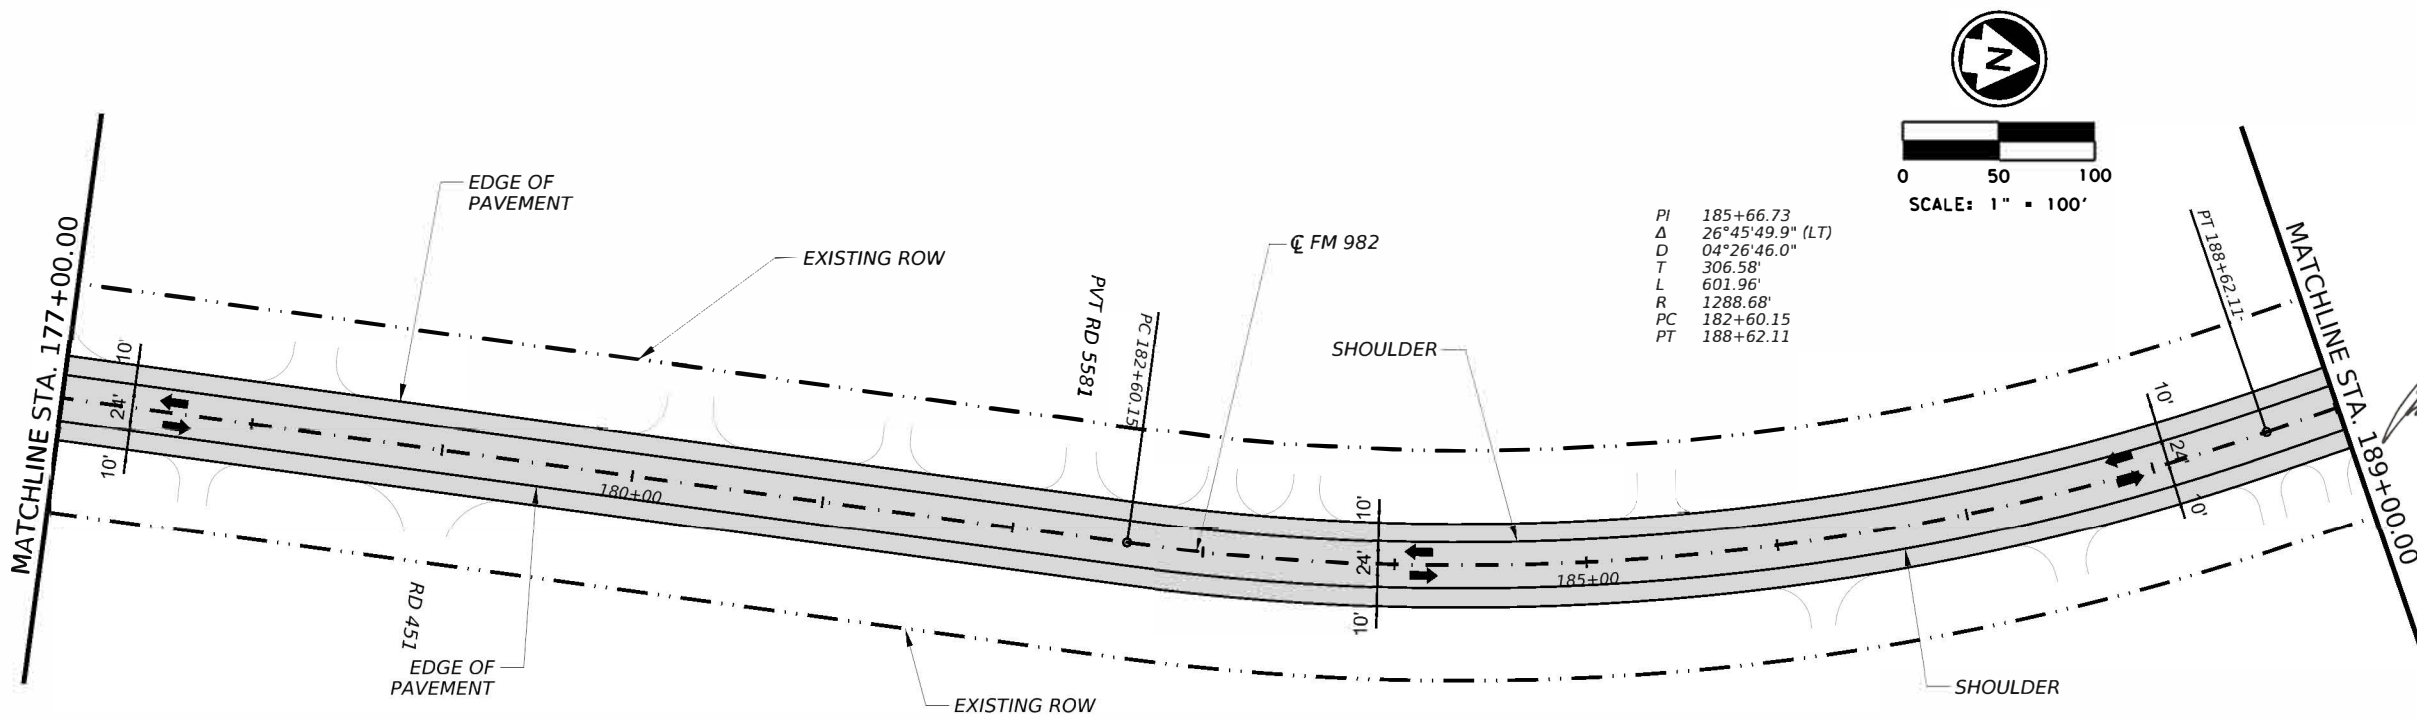 N
0 50 100
SCALE: 1" = 100'
MATCHLINE STA. 177+00.00
EDGE OF
PAVEMENT
EXISTING ROW
℄ FM 982
PVT RD 5581
PC 182+60.15
SHOULDER
PI 185+66.73
Δ 26°45'49.9" (LT)
D 04°26'46.0"
T 306.58'
L 601.96'
R 1288.68'
PC 182+60.15
PT 188+62.11
PT 188+62.11
MATCHLINE STA. 189+00.00
10'
24'
10'
180+00
10'
24'
10'
185+00
10'
24'
10'
RD 451
EDGE OF
PAVEMENT
EXISTING ROW
SHOULDER